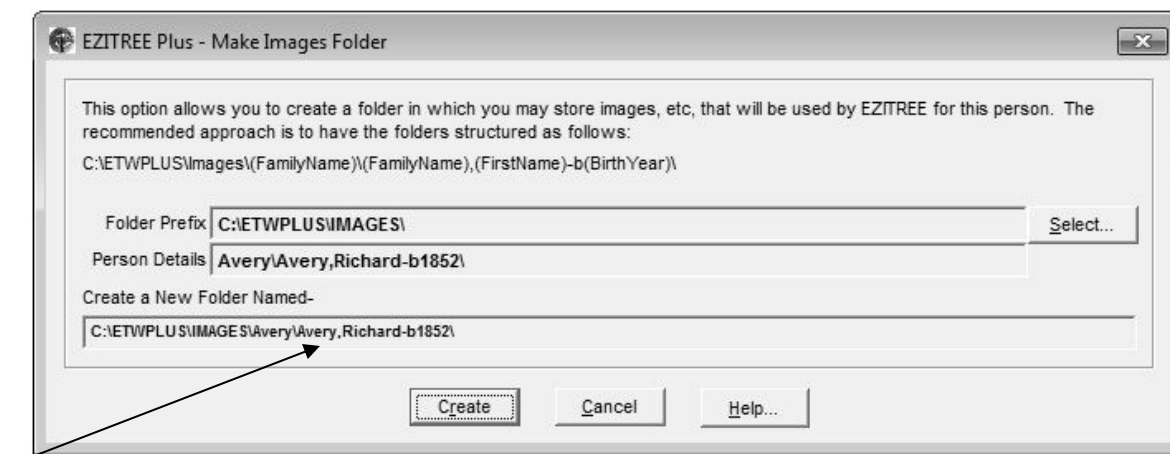 EZITREE Plus - Make Images Folder
This option allows you to create a folder in which you may store images, etc, that will be used by EZITREE for this person. The
recommended approach is to have the folders structured as follows:
C:\ETWPLUS\Images\(FamilyName)\(FamilyName),(FirstName)-b(BirthYear)\
Folder Prefix C:\ETWPLUS\IMAGES\ Select...
Person Details Avery\Avery,Richard-b1852\
Create a New Folder Named-
C:\ETWPLUS\IMAGES\Avery\Avery,Richard-b1852\
Create Cancel Help...